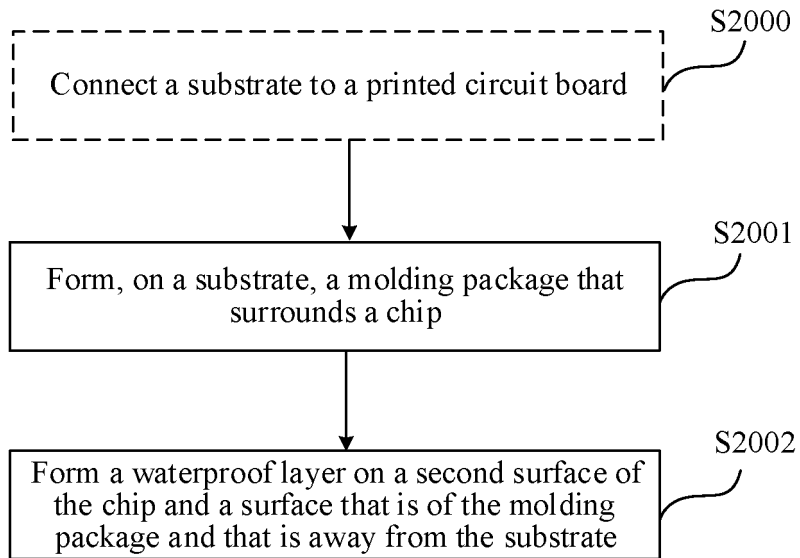 S2000
Connect a substrate to a printed circuit board
S2001
Form, on a substrate, a molding package that
surrounds a chip
S2002
Form a waterproof layer on a second surface of
the chip and a surface that is of the molding
package and that is away from the substrate